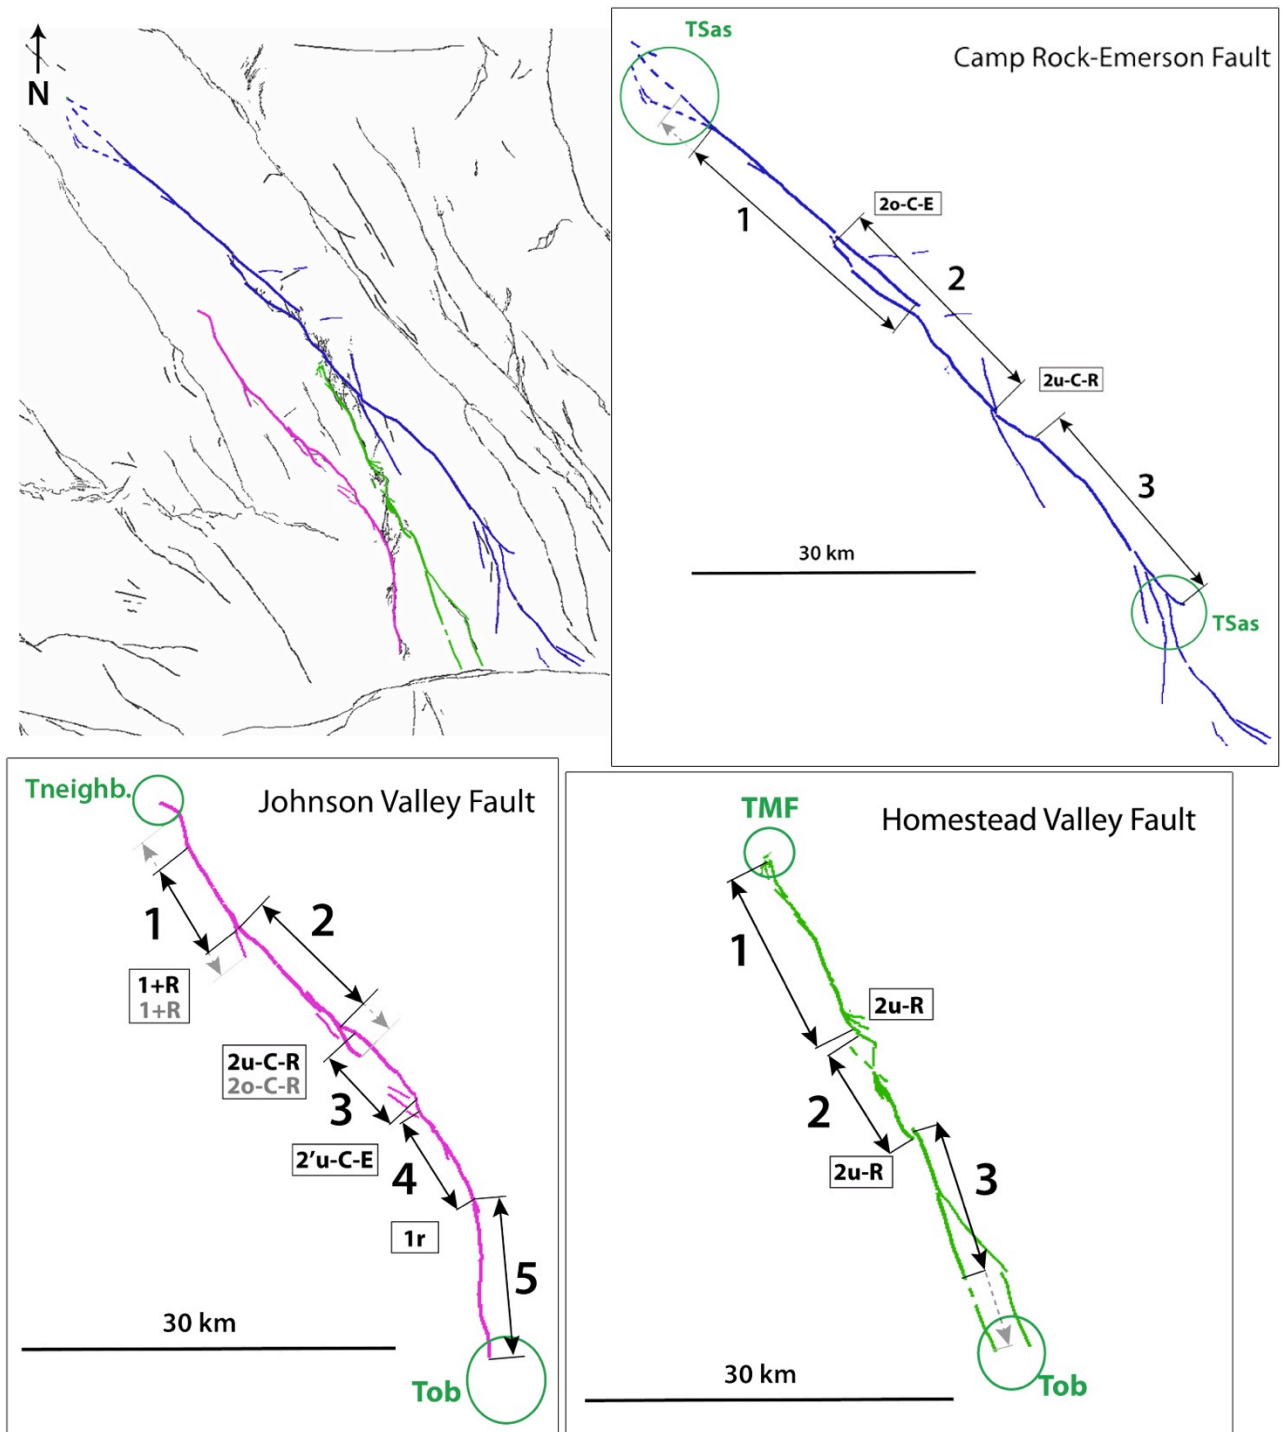 N
TSas
Camp Rock-Emerson Fault
1
2o-C-E
2
2u-C-R
3
30 km
TSas
Tneighb.
Johnson Valley Fault
1
2
1+R
1+R
2u-C-R
2o-C-R
3
2’u-C-E
4
1r
5
30 km
Tob
TMF
Homestead Valley Fault
1
2u-R
2
2u-R
3
30 km
Tob